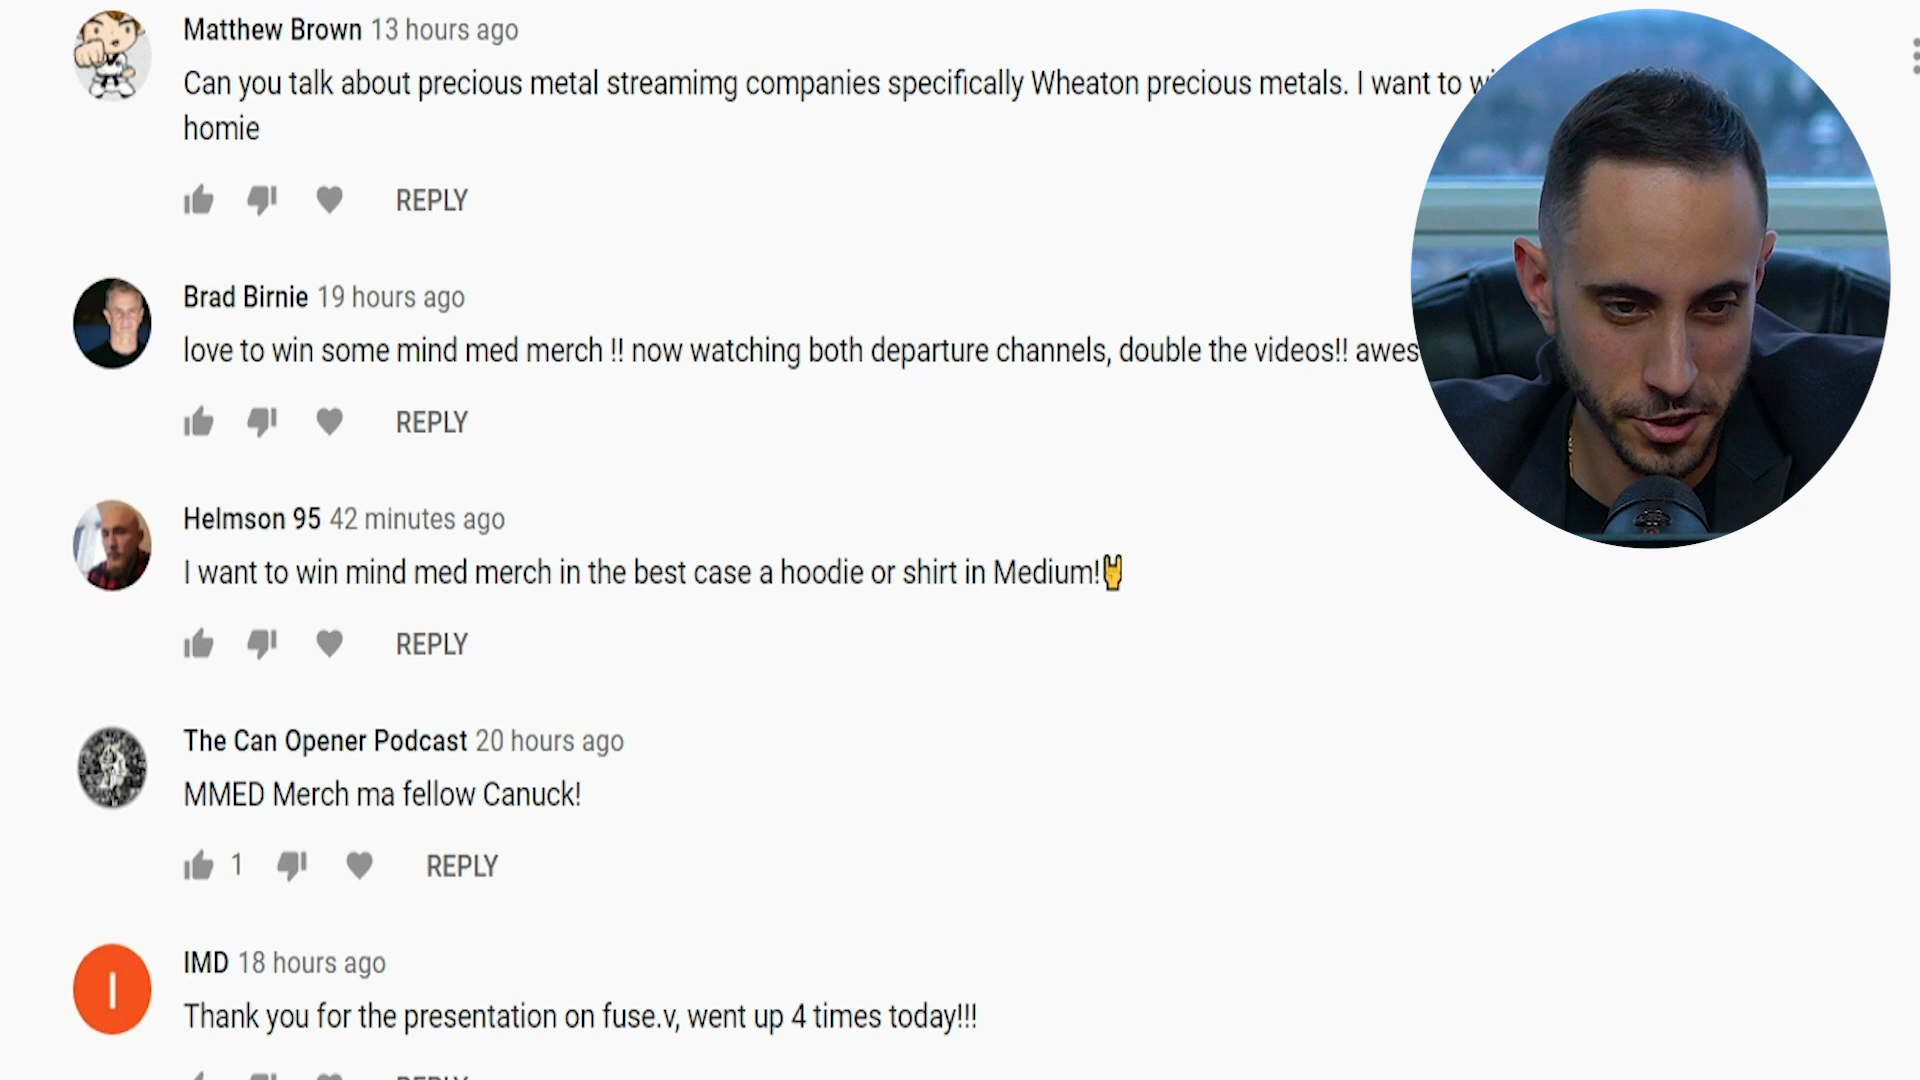 Matthew Brown 13 hours ago
Can you talk about precious metal streamimg companies specifically Wheaton precious metals. I want to
homie
REPLY
Brad Birnie 19 hours ago
love to win some mind med merch !! now watching both departure channels, double the videos!!
REPLY
Helmson 95 42 minutes ago
I want to win mind med merch in the best case a hoodie or shirt in Medium!🤘
REPLY
The Can Opener Podcast 20 hours ago
MMED Merch ma fellow Canuck!
1 REPLY
I
IMD 18 hours ago
Thank you for the presentation on fuse.v, went up 4 times today!!!
REPLY